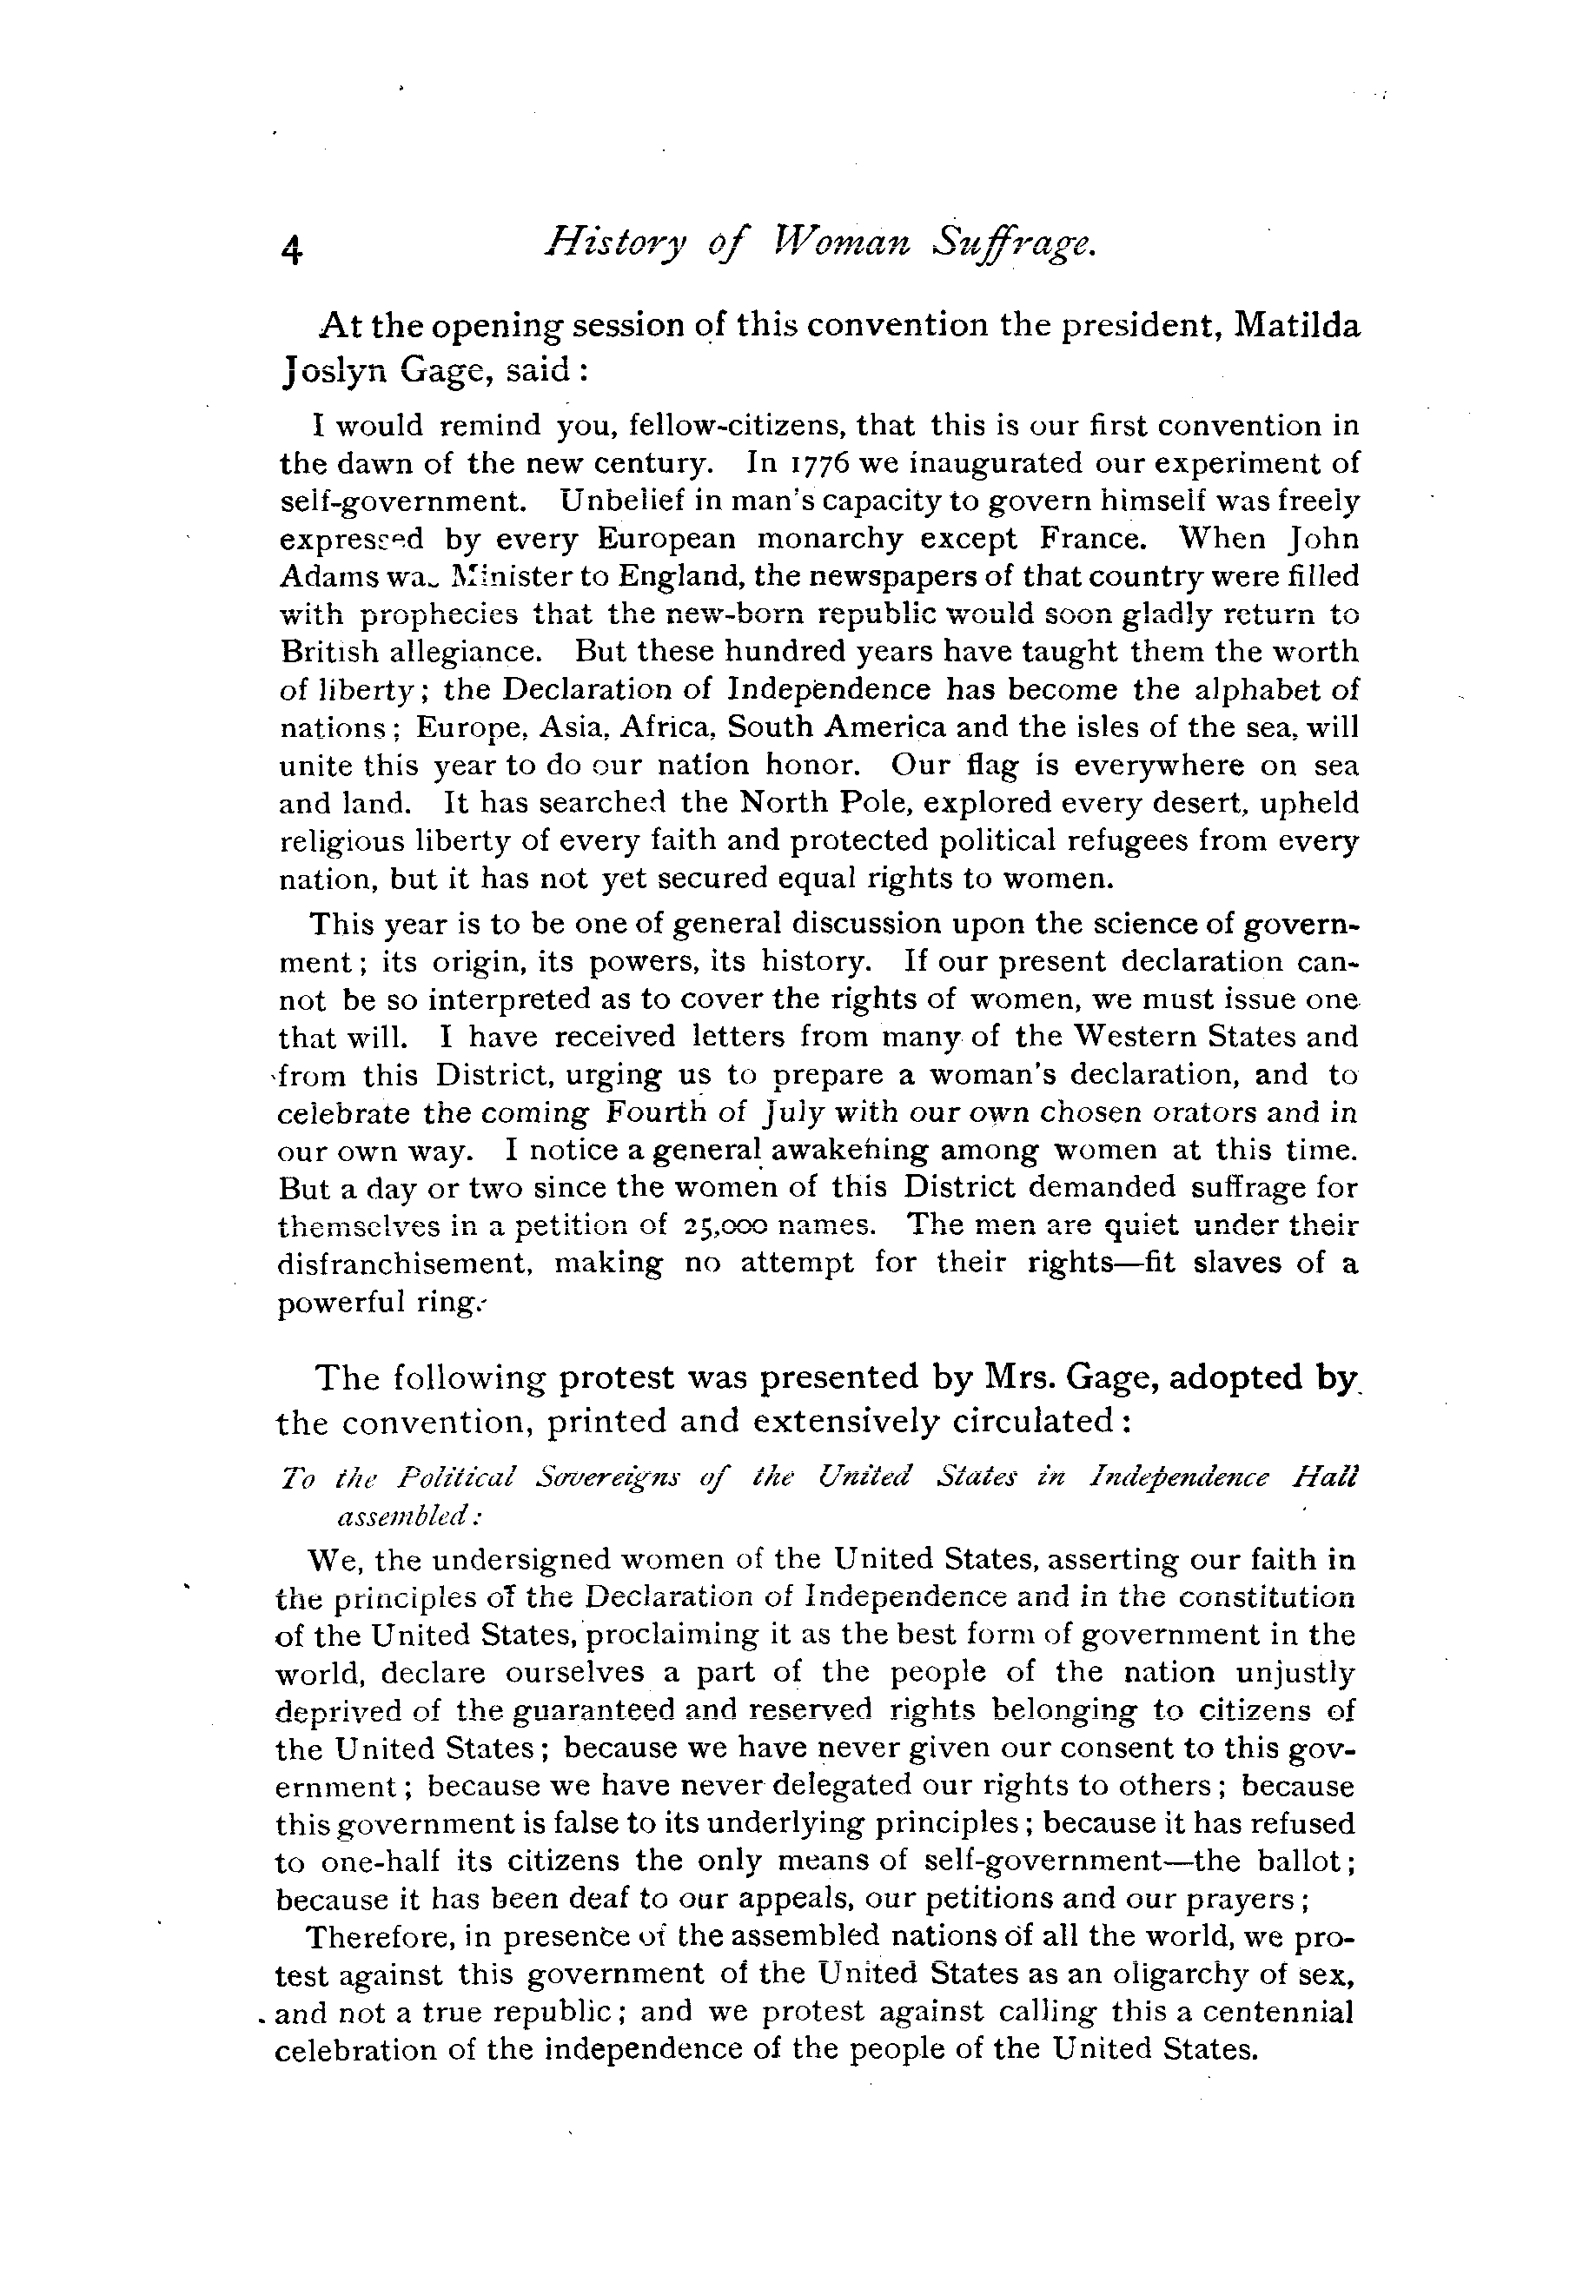 4 History of Woman Suffrage.
At the opening session of this convention the president, Matilda
Joslyn Gage, said :
I would remind you, fellow-citizens, that this is our first convention in
the dawn of the new century. In 1776 we inaugurated our experiment of
self-government. Unbelief in man's capacity to govern himself was freely
expressed by every European monarchy except France. When John
Adams was Minister to England, the newspapers of that country were filled
with prophecies that the new-born republic would soon gladly return to
British allegiance. But these hundred years have taught them the worth
of liberty; the Declaration of Independence has become the alphabet of
nations; Europe, Asia, Africa, South America and the isles of the sea, will
unite this year to do our nation honor. Our flag is everywhere on sea
and land. It has searched the North Pole, explored every desert, upheld
religious liberty of every faith and protected political refugees from every
nation, but it has not yet secured equal rights to women.
This year is to be one of general discussion upon the science of govern-
ment; its origin, its powers, its history. If our present declaration can-
not be so interpreted as to cover the rights of women, we must issue one
that will. I have received letters from many of the Western States and
from this District, urging us to prepare a woman's declaration, and to
celebrate the coming Fourth of July with our own chosen orators and in
our own way. I notice a general awakening among women at this time.
But a day or two since the women of this District demanded suffrage for
themselves in a petition of 25,000 names. The men are quiet under their
disfranchisement, making no attempt for their rights—fit slaves of a
powerful ring.
The following protest was presented by Mrs. Gage, adopted by
the convention, printed and extensively circulated :
To the Political Sovereigns of the United States in Independence Hall
assembled :
We, the undersigned women of the United States, asserting our faith in
the principles of the Declaration of Independence and in the constitution
of the United States, proclaiming it as the best form of government in the
world, declare ourselves a part of the people of the nation unjustly
deprived of the guaranteed and reserved rights belonging to citizens of
the United States; because we have never given our consent to this gov-
ernment; because we have never delegated our rights to others; because
this government is false to its underlying principles; because it has refused
to one-half its citizens the only means of self-government—the ballot;
because it has been deaf to our appeals, our petitions and our prayers;
Therefore, in presence of the assembled nations of all the world, we pro-
test against this government of the United States as an oligarchy of sex,
and not a true republic; and we protest against calling this a centennial
celebration of the independence of the people of the United States.